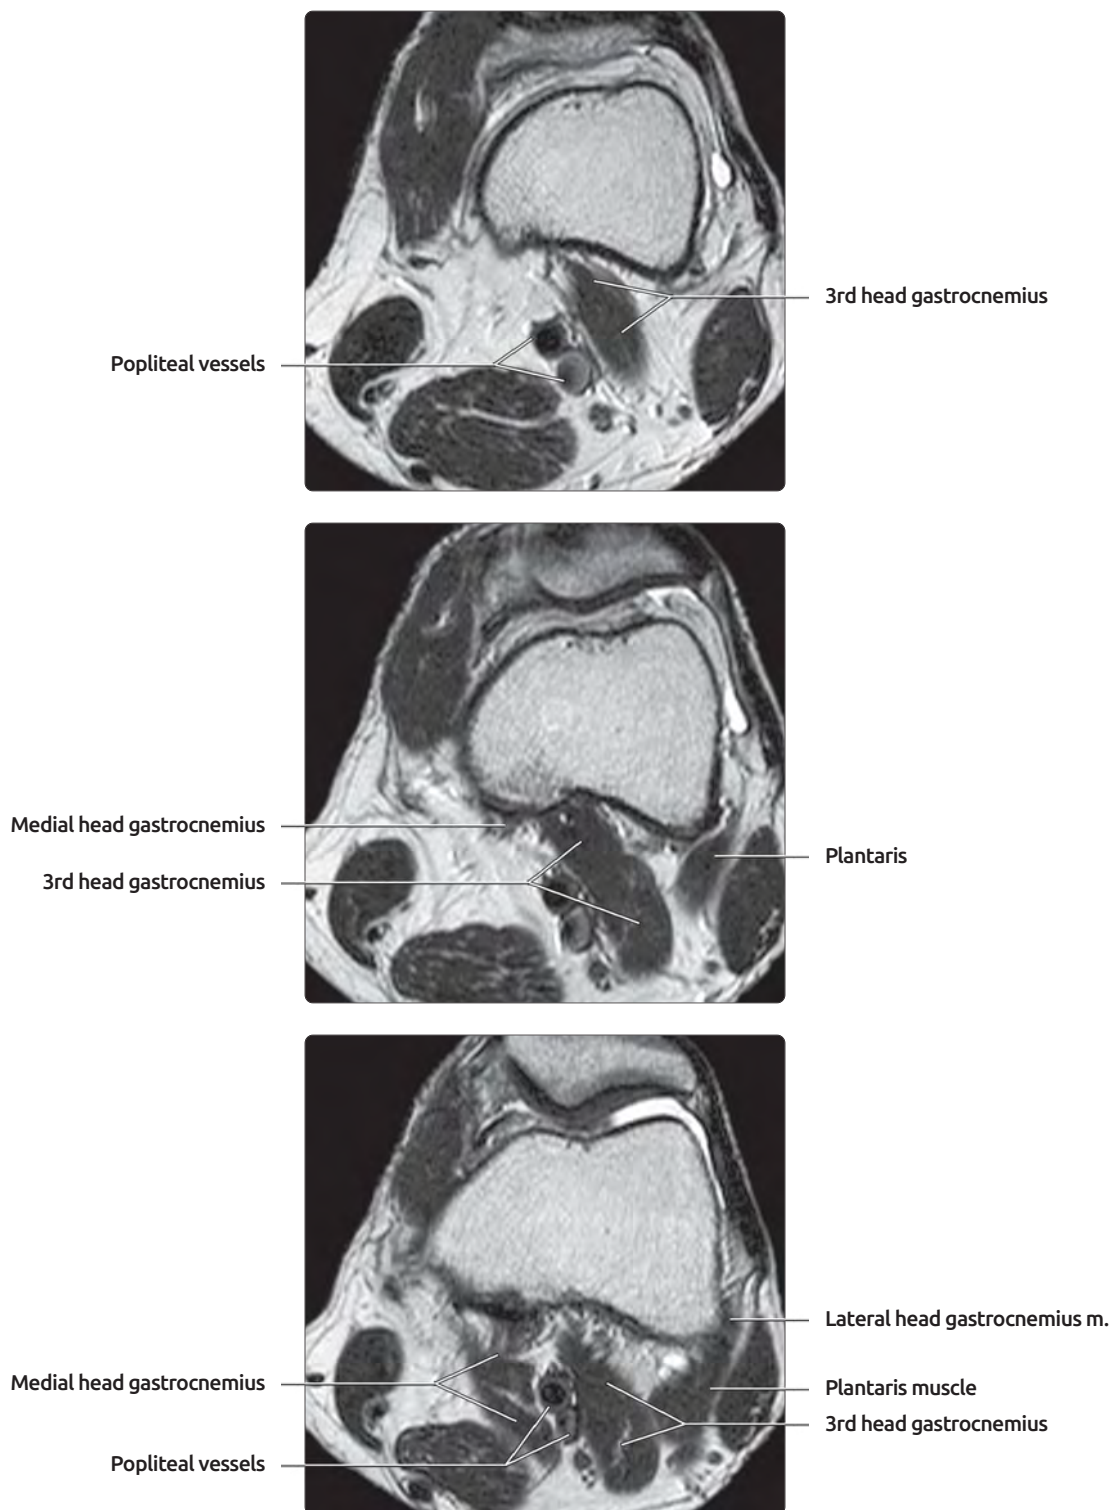 3rd head gastrocnemius
Popliteal vessels
Medial head gastrocnemius
Plantaris
3rd head gastrocnemius
Lateral head gastrocnemius m.
Medial head gastrocnemius
Plantaris muscle
3rd head gastrocnemius
Popliteal vessels